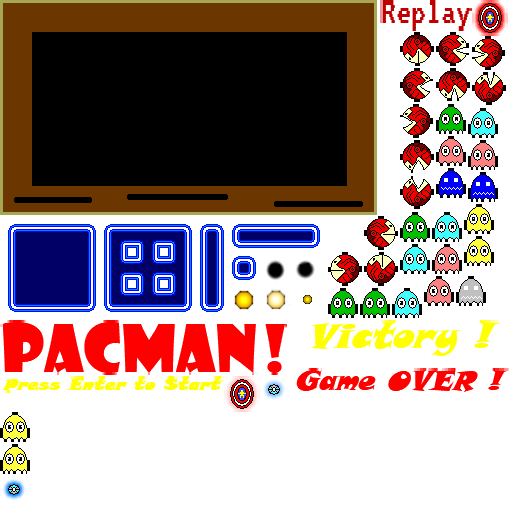 Replay
PACMAN!
Victory !
Press Enter to Start
Game OVER !